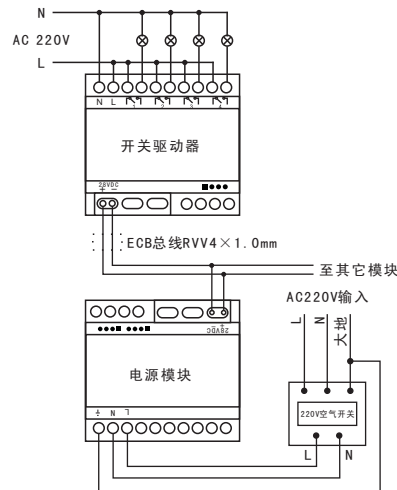 N
AC 220V
L
N L 1 2 3 4
开关驱动器
28VDC
+ −
ECB总线RVV4×1.0mm
至其它模块
AC220V输入
L N 大地
28VDC
− +
电源模块
220V空气开关
N L
L N